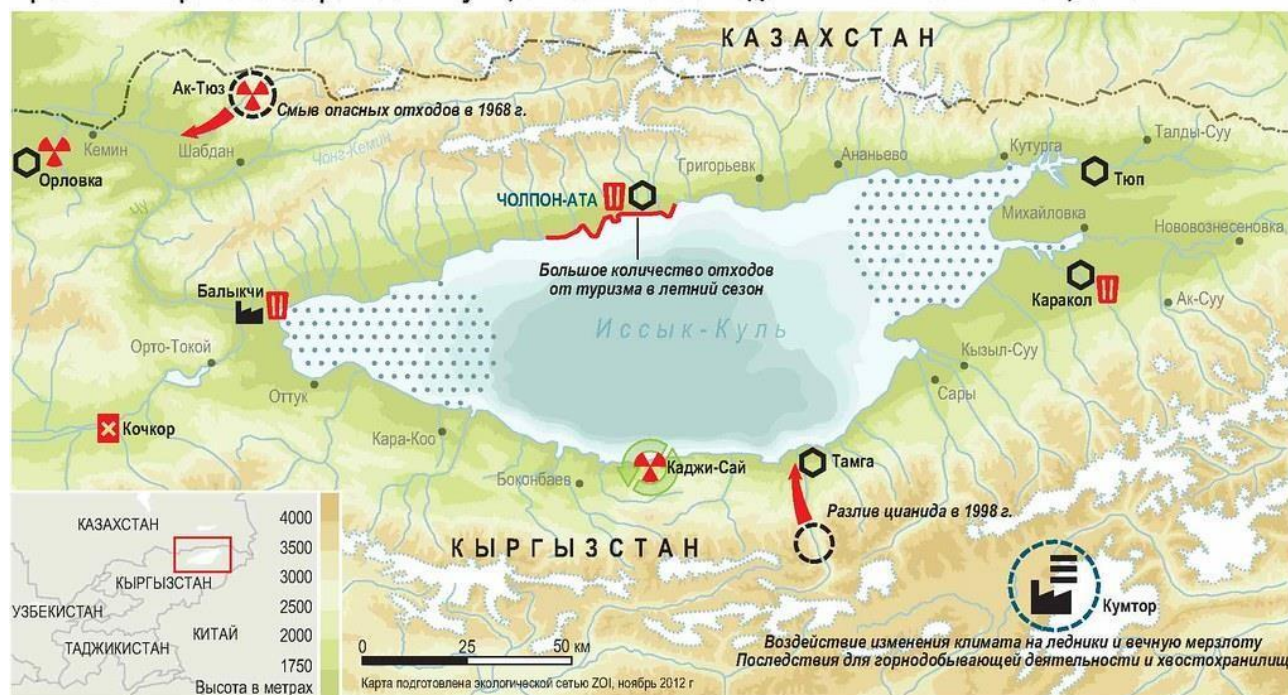 КАЗАХСТАН
Ак-Тюз
Смыв опасных отходов в 1968 г.
Кемин
Шабдан
Чонг-Кемин
Орловка
Чу
Григорьевк
Ананьево
Кутурга
Талды-Суу
Тюп
ЧОЛПОН-АТА
Михайловка
Нововознесеновка
Большое количество отходов
от туризма в летний сезон
Балыкчи
Каракол
Ак-Суу
Иссык-Куль
Орто-Токой
Оттук
Кызыл-Суу
Сары
Кочкор
Кара-Коо
Боконбаев
Каджи-Сай
Тамга
Разлив цианида в 1998 г.
КЫРГЫЗСТАН
Кумтор
Воздействие изменения климата на ледники и вечную мерзлоту
Последствия для горнодобывающей деятельности и хвостохранилищ
КАЗАХСТАН
КЫРГЫЗСТАН
УЗБЕКИСТАН
КИТАЙ
ТАДЖИКИСТАН
4000
3500
3000
2500
2000
1750
Высота в метрах
0 25 50 км
Карта подготовлена экологической сетью ZOI, ноябрь 2012 г